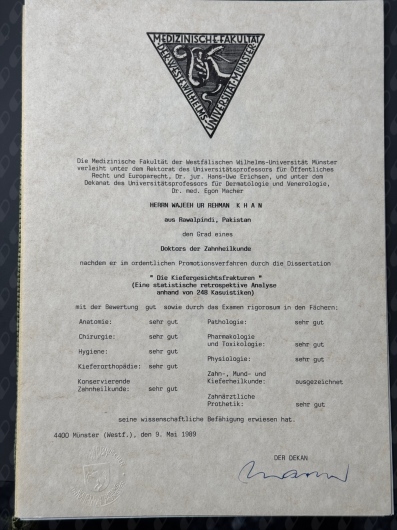 MEDIZINISCHE FAKULTÄT
DER WESTF. WILHELMS-
UNIVERSITÄT MÜNSTER
Die Medizinische Fakultät der Westfälischen Wilhelms-Universität Münster
verleiht unter dem Rektorat des Universitätsprofessors für Öffentliches
Recht und Europarecht, Dr. jur. Hans-Uwe Erichsen, und unter dem
Dekanat des Universitätsprofessors für Dermatologie und Venerologie,
Dr. med. Egon Macher
HERRN WAJEEH UR REHMAN K H A N
aus Rawalpindi, Pakistan
den Grad eines
Doktors der Zahnheilkunde
nachdem er im ordentlichen Promotionsverfahren durch die Dissertation
" Die Kiefergesichtsfrakturen "
(Eine statistische retrospektive Analyse
anhand von 248 Kasuistiken)
mit der Bewertung gut sowie durch das Examen rigorosum in den Fächern:
Anatomie: sehr gut
Chirurgie: sehr gut
Hygiene: sehr gut
Kieferorthopädie: sehr gut
Konservierende
Zahnheilkunde: sehr gut
Pathologie: sehr gut
Pharmakologie
und Toxikologie: sehr gut
Physiologie: sehr gut
Zahn-, Mund- und
Kieferheilkunde: ausgezeichnet
Zahnärztliche
Prothetik: sehr gut
seine wissenschaftliche Befähigung erwiesen hat.
4400 Münster (Westf.), den 9. Mai 1989
DER DEKAN